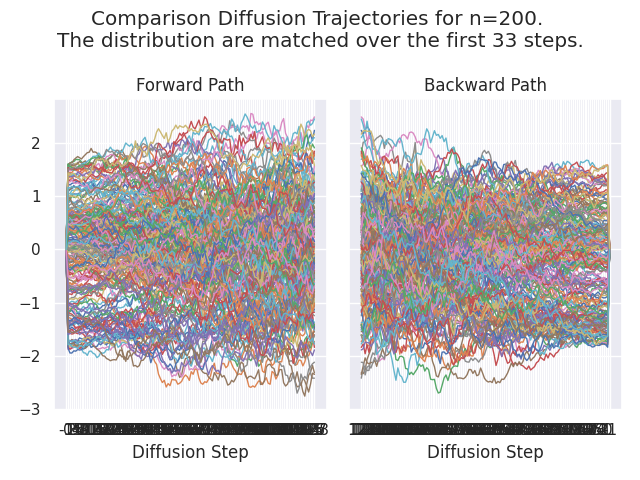 Comparison Diffusion Trajectories for n=200.
The distribution are matched over the first 33 steps.
Forward Path
Backward Path
2
1
0
−1
−2
−3
Diffusion Step
Diffusion Step